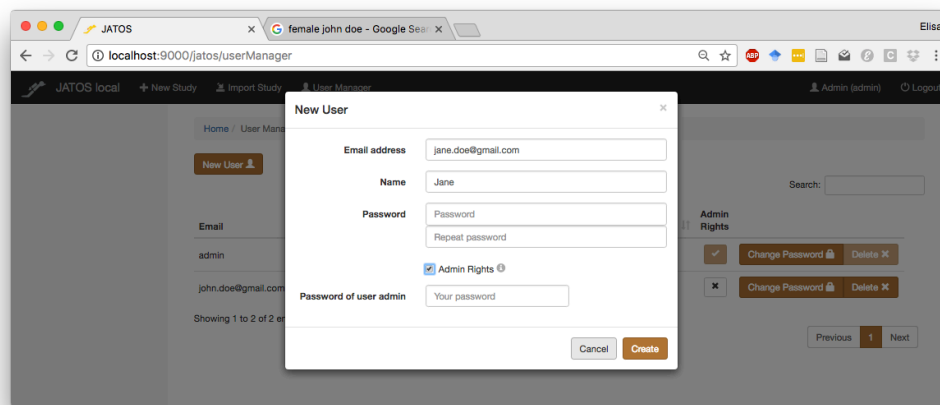 JATOS
female john doe - Google Sear
Elisa
localhost:9000/jatos/userManager
ABP
JATOS local + New Study Import Study User Manager Admin (admin) Logout
New User ×
Home / User Mana
Email address jane.doe@gmail.com
New User
Name Jane
Search:
Password Password
Repeat password
Email
Admin
Rights
admin
Change Password Delete
Admin Rights
john.doe@gmail.com
Change Password Delete
Password of user admin Your password
Showing 1 to 2 of 2 en
Previous 1 Next
Cancel Create